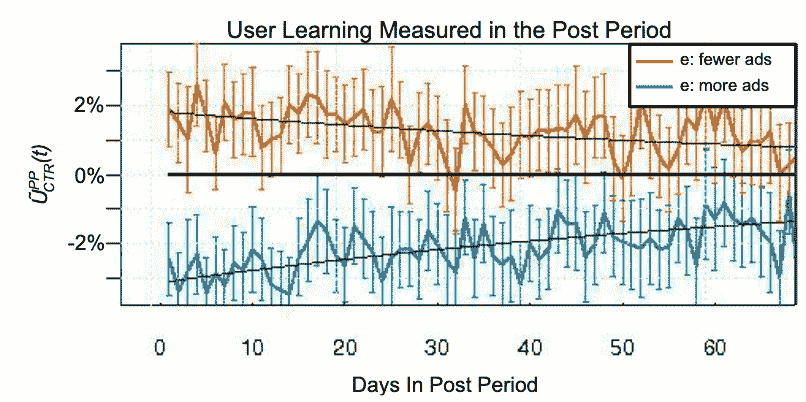 User Learning Measured in the Post Period
e: fewer ads
e: more ads
2%
0%
-2%
Ũ^PP_CTR(t)
0 10 20 30 40 50 60
Days In Post Period